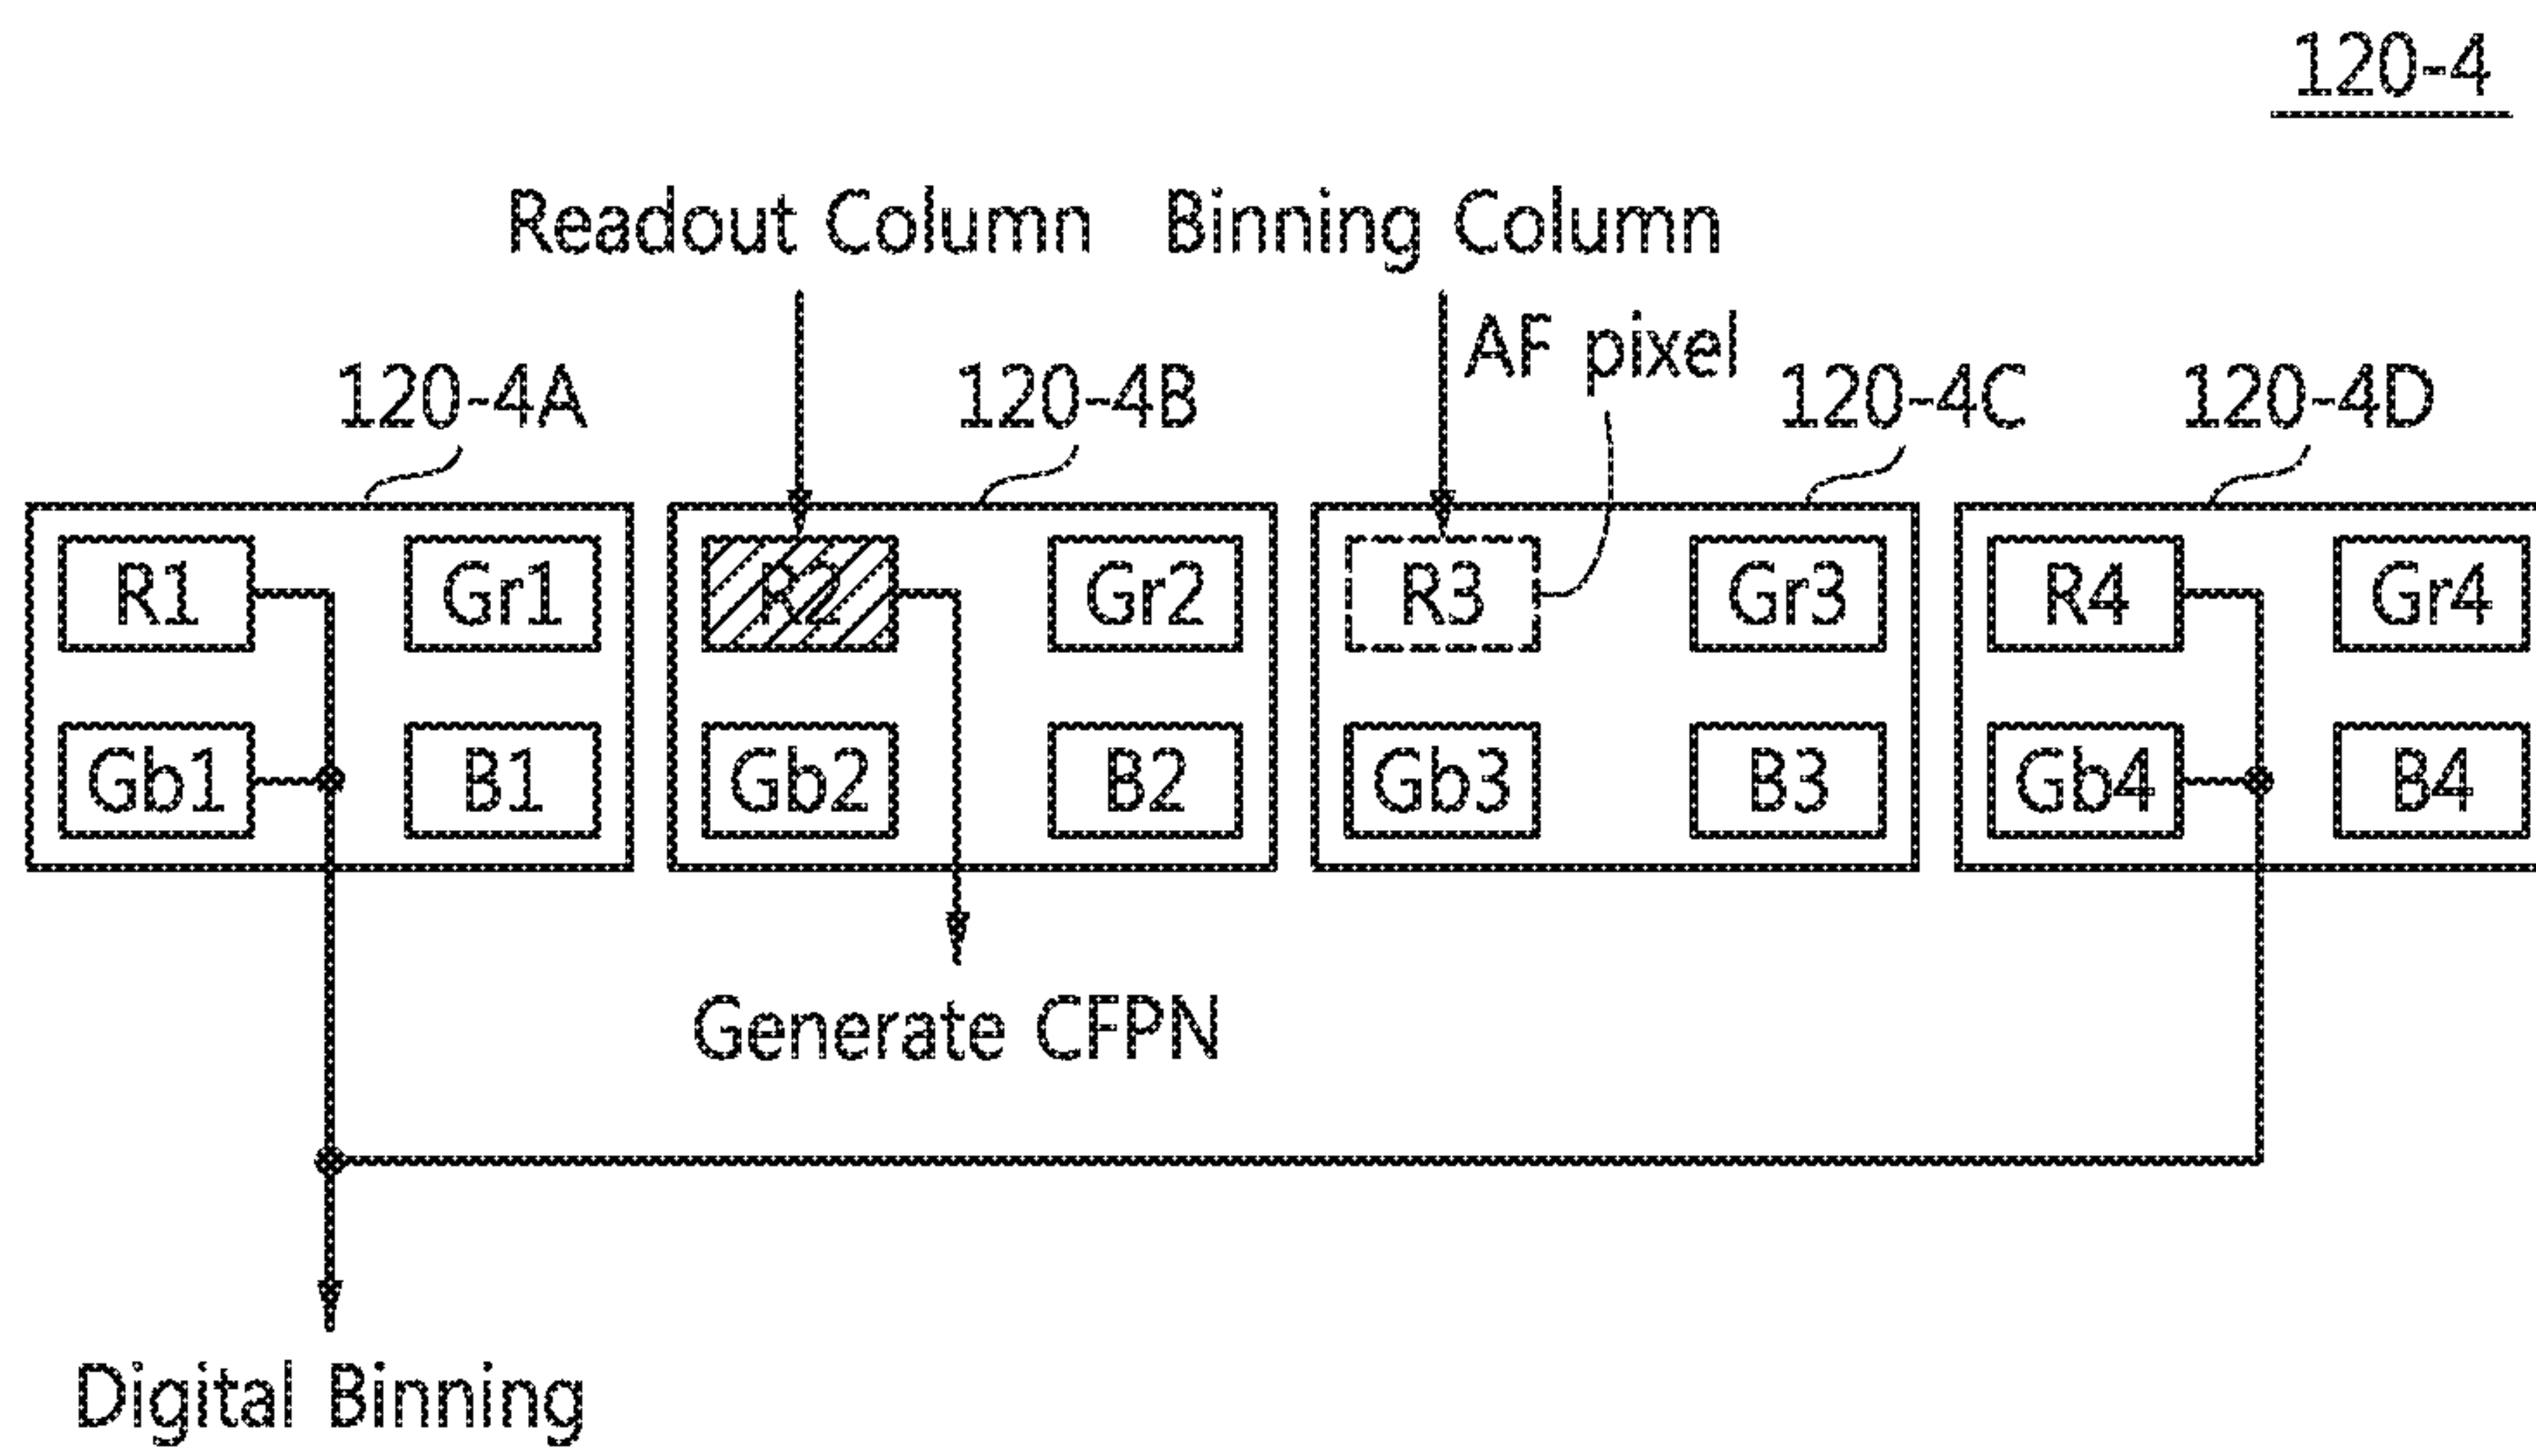 120-4
Readout Column Binning Column
AF pixel
120-4A 120-4B 120-4C 120-4D
R1 Gr1 R2 Gr2 R3 Gr3 R4 Gr4
Gb1 B1 Gb2 B2 Gb3 B3 Gb4 B4
Generate CFPN
Digital Binning